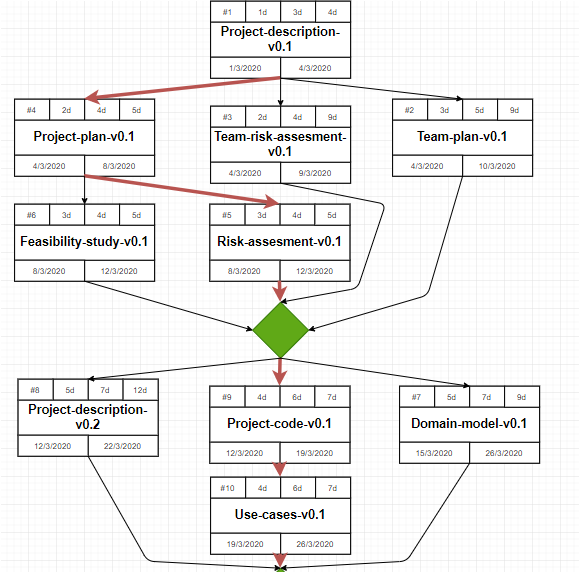 #1 1d 3d 4d
Project-description-
v0.1
1/3/2020 4/3/2020
#4 2d 4d 5d
Project-plan-v0.1
4/3/2020 8/3/2020
#3 2d 4d 9d
Team-risk-assesment-
v0.1
4/3/2020 9/3/2020
#2 3d 5d 9d
Team-plan-v0.1
4/3/2020 10/3/2020
#6 3d 4d 5d
Feasibility-study-v0.1
8/3/2020 12/3/2020
#5 3d 4d 5d
Risk-assesment-v0.1
8/3/2020 12/3/2020
#8 5d 7d 12d
Project-description-
v0.2
12/3/2020 22/3/2020
#9 4d 6d 7d
Project-code-v0.1
12/3/2020 19/3/2020
#7 5d 7d 9d
Domain-model-v0.1
15/3/2020 26/3/2020
#10 4d 6d 7d
Use-cases-v0.1
19/3/2020 26/3/2020